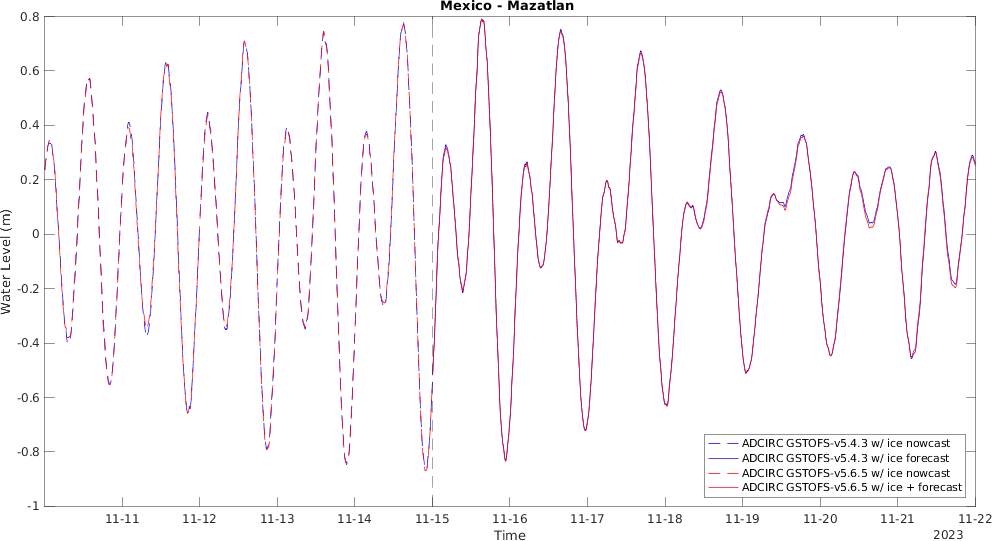 Mexico - Mazatlan
0.8
0.6
0.4
0.2
0
-0.2
-0.4
-0.6
-0.8
-1
Water Level (m)
ADCIRC GSTOFS-v5.4.3 w/ ice nowcast
ADCIRC GSTOFS-v5.4.3 w/ ice forecast
ADCIRC GSTOFS-v5.6.5 w/ ice nowcast
ADCIRC GSTOFS-v5.6.5 w/ ice + forecast
11-11 11-12 11-13 11-14 11-15 11-16 11-17 11-18 11-19 11-20 11-21 11-22
Time
2023